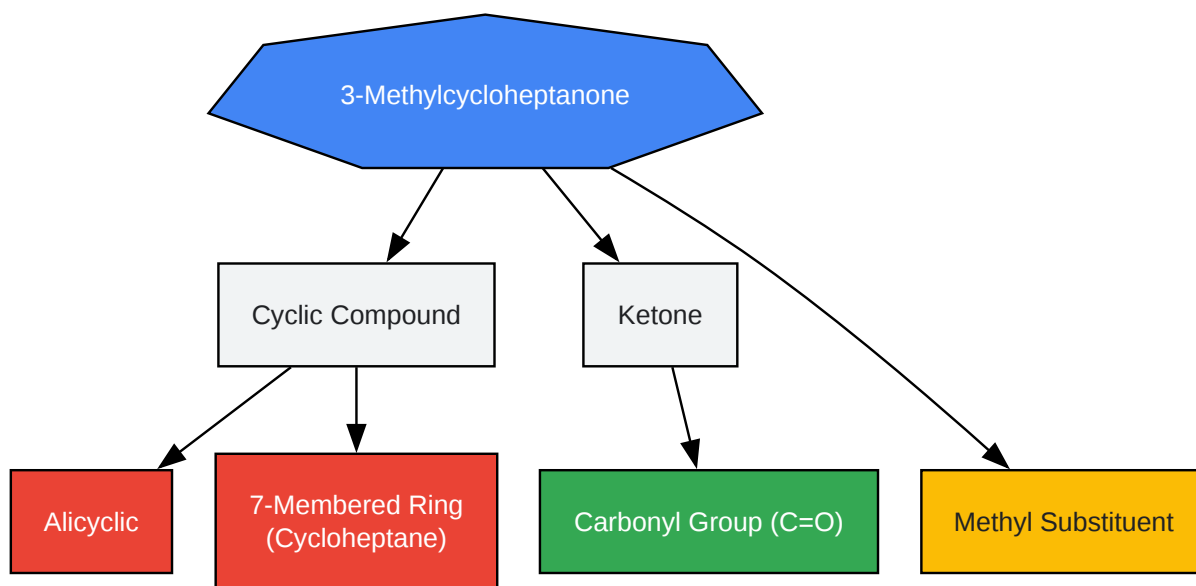 3-Methylcycloheptanone
Cyclic Compound
Ketone
Alicyclic
7-Membered Ring
(Cycloheptane)
Carbonyl Group (C=O)
Methyl Substituent